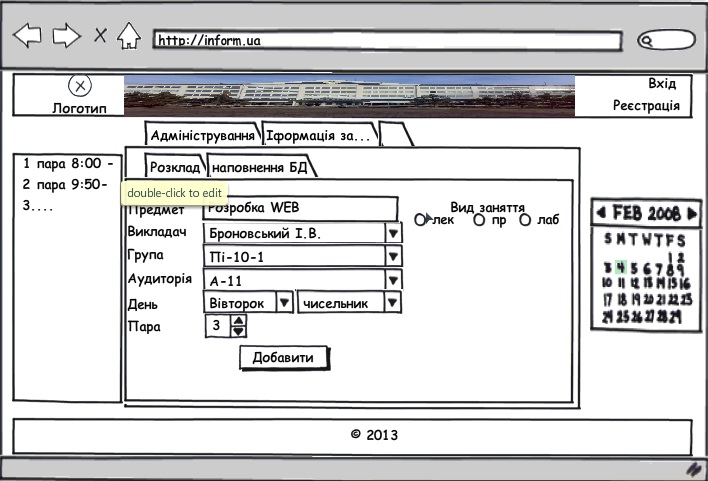 http://inform.ua
Логотип
Вхід
Реєстрація
Адміністрування
Іформація за...
1 пара 8:00 -
2 пара 9:50-
3....
Розклад
наповнення БД
double-click to edit
Предмет
Розробка WEB
Вид заняття
лек
пр
лаб
Викладач
Броновський І.В.
Група
Пі-10-1
Аудиторія
А-11
День
Вівторок
чисельник
Пара
3
Добавити
FEB 2008
S M T W T F S
1 2
3 4 5 6 7 8 9
10 11 12 13 14 15 16
17 18 19 20 21 22 23
24 25 26 27 28 29
© 2013